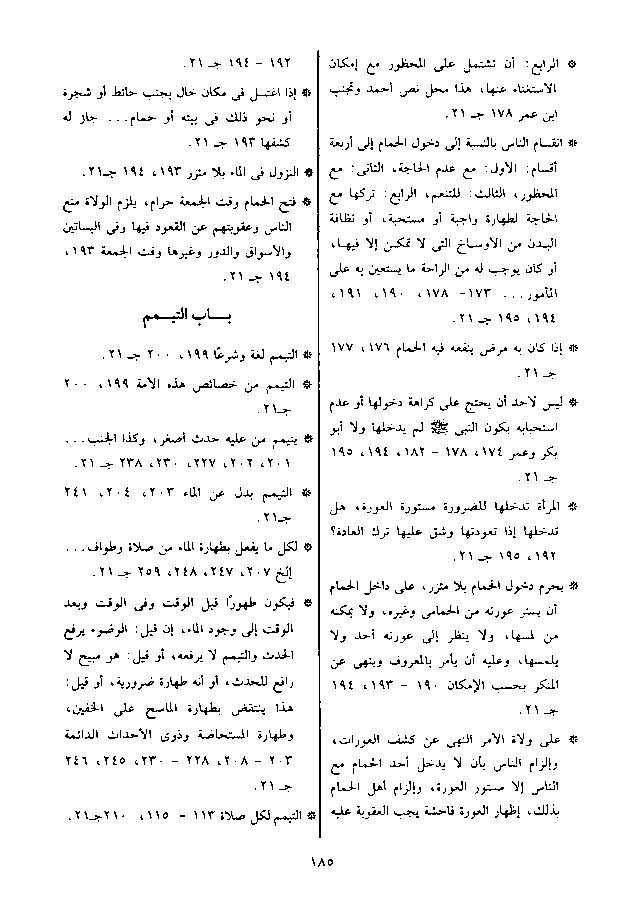 * الرابع: أن تشتمل على المحظور مع إمكان
الاستغناء عنها، هذا محل نص أحمد وتجنب
ابن عمر ١٧٨ جـ ٢١.
* انقسام الناس بالنسبة إلى دخول الحمام إلى أربعة
أقسام: الأول: مع عدم الحاجة، الثانى: مع
المحظور، الثالث: للتنعم، الرابع: تركها مع
الحاجة لطهارة واجبة أو مستحبة، أو نظافة
البدن من الأوساخ التى لا تمكن إلا فيها،
أو كان يوجب له من الراحة ما يستعين به على
المأمور... ١٧٣- ١٧٨، ١٩٠، ١٩١،
١٩٤، ١٩٥ جـ ٢١.
* إذا كان به مرض ينفعه فيه الحمام ١٧٦، ١٧٧
جـ ٢١.
* ليس لأحد أن يحتج على كراهة دخولها أو عدم
استحبابه بكون النبى ﷺ لم يدخلها ولا أبو
بكر وعمر ١٧٤، ١٧٨ - ١٨٢، ١٩٤، ١٩٥
جـ ٢١.
* المرأة تدخلها للضرورة مستورة العورة، هل
تدخلها إذا تعودتها وشق عليها ترك العادة؟
١٩٢، ١٩٥ جـ ٢١.
* يحرم دخول الحمام بلا مئزر، على داخل الحمام
أن يستر عورته من الحمامى وغيره، ولا يمكنه
من لمسها، ولا ينظر إلى عورته أحد ولا
يلمسها، وعليه أن يأمر بالمعروف وينهى عن
المنكر بحسب الإمكان ١٩٠ - ١٩٣، ١٩٤
جـ ٢١.
* على ولاة الأمر النهى عن كشف العورات،
وإلزام الناس بأن لا يدخل أحد الحمام مع
الناس إلا مستور العورة، وإلزام أهل الحمام
بذلك، إظهار العورة فاحشة يجب العقوبة عليه
١٩٢ - ١٩٤ جـ ٢١.
* إذا اغتسل فى مكان خال بجنب حائط أو شجرة
أو نحو ذلك فى بيته أو حمام... جاز له
كشفها ١٩٣ جـ ٢١.
* النزول فى الماء بلا مئزر ١٩٣، ١٩٤ جـ٢١.
* فتح الحمام وقت الجمعة حرام، يلزم الولاة منع
الناس وعقوبتهم عن القعود فيها وفى البساتين
والأسواق والدور وغيرها وقت الجمعة ١٩٣،
١٩٤ جـ ٢١.
بـــاب التيـــمم
* التيمم لغة وشرعًا ١٩٩، ٢٠٠ جـ ٢١.
* التيمم من خصائص هذه الأمة ١٩٩، ٢٠٠
جـ٢١.
* يتيمم من عليه حدث أصغر، وكذا الجنب...
٢٠١، ٢٠٢، ٢٢٧، ٢٣٠، ٢٣٨ جـ ٢١.
* التيمم بدل عن الماء ٢٠٣، ٢٠٤، ٢٤١
جـ٢١.
* لكل ما يفعل بطهارة الماء من صلاة وطواف...
إلخ ٢٠٧، ٢٤٧، ٢٤٨، ٢٥٩ جـ ٢١.
* فيكون طهورًا قبل الوقت وفى الوقت وبعد
الوقت إلى وجود الماء، إن قيل: الوضوء يرفع
الحدث والتيمم لا يرفعه، أو قيل: هو مبيح لا
رافع للحدث، أو أنه طهارة ضرورية، أو قيل:
هذا ينتقض بطهارة الماسح على الخفين،
وطهارة المستحاضة وذوى الأحداث الدائمة
٢٠٣ - ٢٠٨، ٢٢٨ - ٢٣٠، ٢٤٥، ٢٤٦
جـ ٢١.
* التيمم لكل صلاة ١١٣ - ١١٥، ٢١٠جـ٢١.
١٨٥